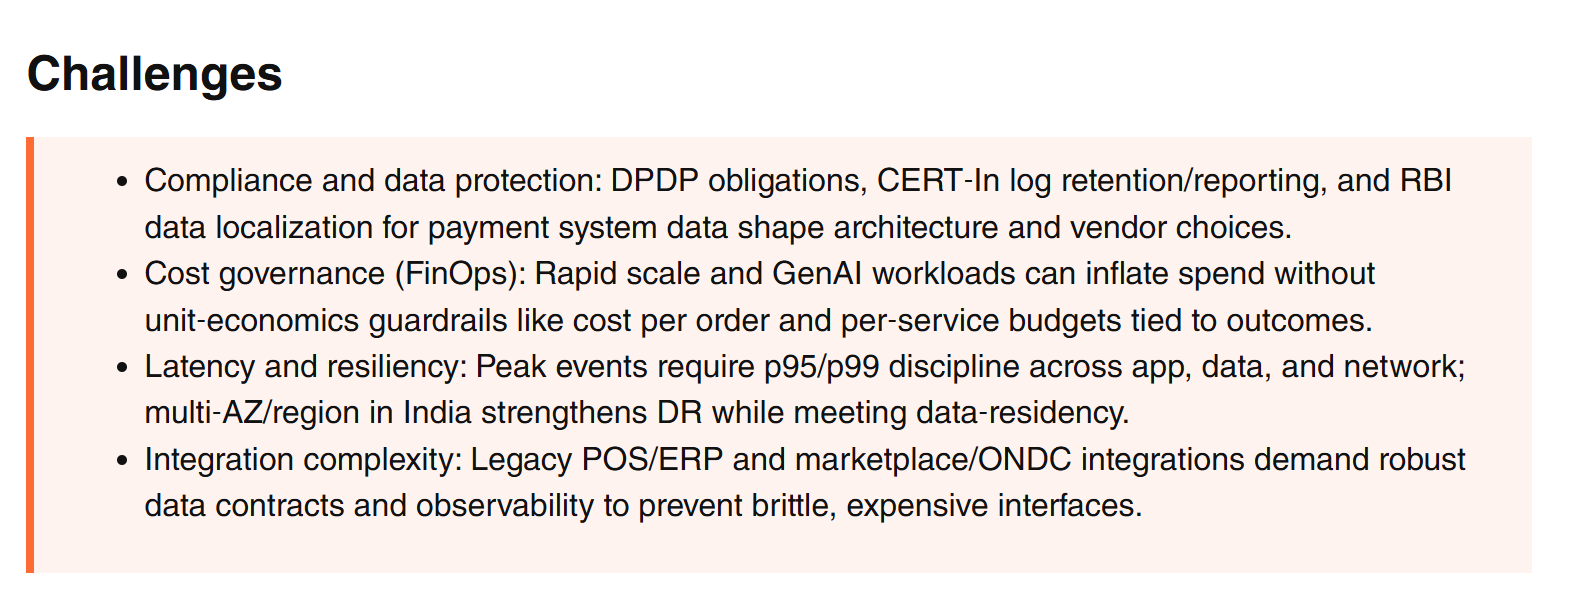 Challenges
• Compliance and data protection: DPDP obligations, CERT-In log retention/reporting, and RBI
data localization for payment system data shape architecture and vendor choices.
• Cost governance (FinOps): Rapid scale and GenAI workloads can inflate spend without
unit-economics guardrails like cost per order and per-service budgets tied to outcomes.
• Latency and resiliency: Peak events require p95/p99 discipline across app, data, and network;
multi-AZ/region in India strengthens DR while meeting data-residency.
• Integration complexity: Legacy POS/ERP and marketplace/ONDC integrations demand robust
data contracts and observability to prevent brittle, expensive interfaces.